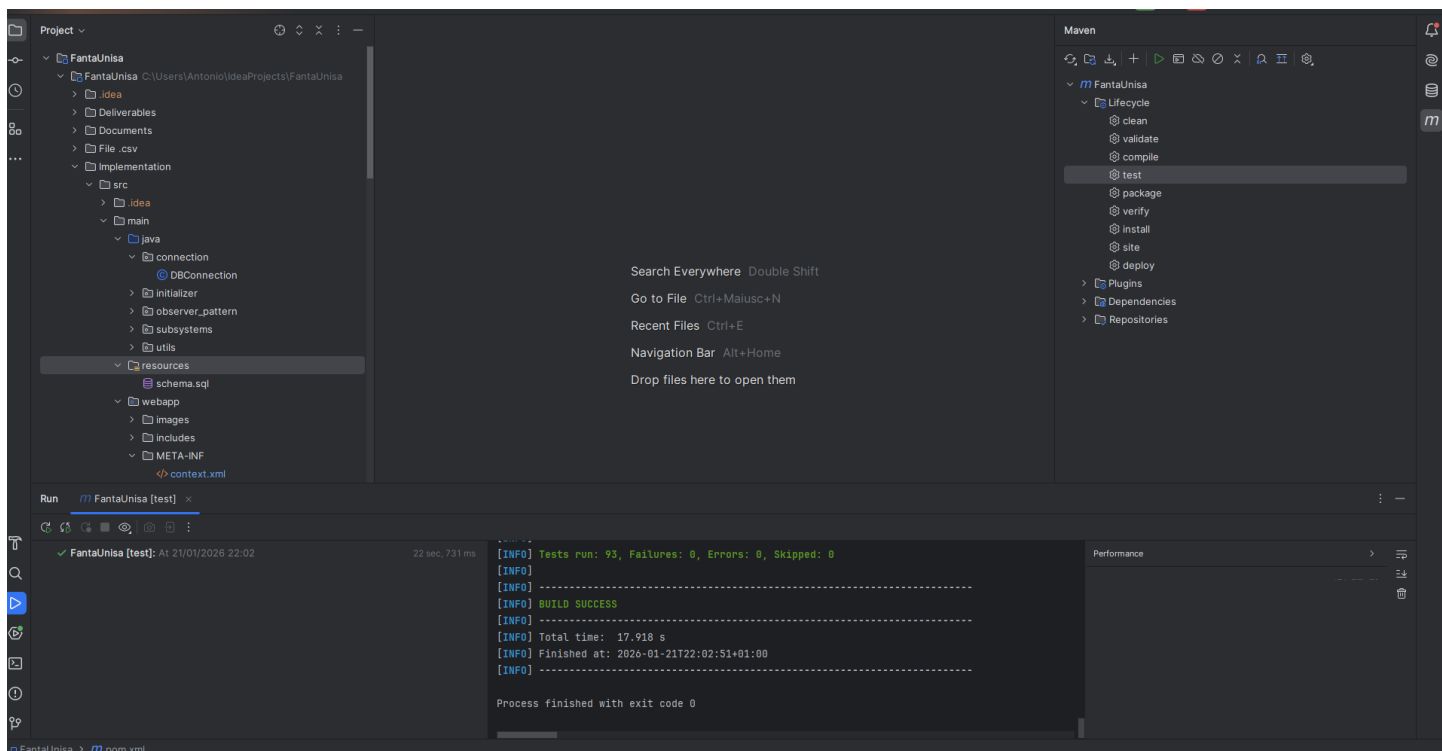 Project
FantaUnisa
FantaUnisa C:\Users\Antonio\IdeaProjects\FantaUnisa
.idea
Deliverables
Documents
File .csv
Implementation
src
.idea
main
java
connection
DBConnection
initializer
observer_pattern
subsystems
utils
resources
schema.sql
webapp
images
includes
META-INF
context.xml
Search Everywhere Double Shift
Go to File Ctrl+Maiusc+N
Recent Files Ctrl+E
Navigation Bar Alt+Home
Drop files here to open them
Maven
FantaUnisa
Lifecycle
clean
validate
compile
test
package
verify
install
site
deploy
Plugins
Dependencies
Repositories
Run FantaUnisa [test]
FantaUnisa [test]: At 21/01/2026 22:02 22 sec, 731 ms
[INFO] Tests run: 93, Failures: 0, Errors: 0, Skipped: 0
[INFO]
[INFO] ------------------------------------------------------------------------
[INFO] BUILD SUCCESS
[INFO] ------------------------------------------------------------------------
[INFO] Total time:  17.918 s
[INFO] Finished at: 2026-01-21T22:02:51+01:00
[INFO] ------------------------------------------------------------------------
Process finished with exit code 0
Performance
FantaUnisa > pom.xml